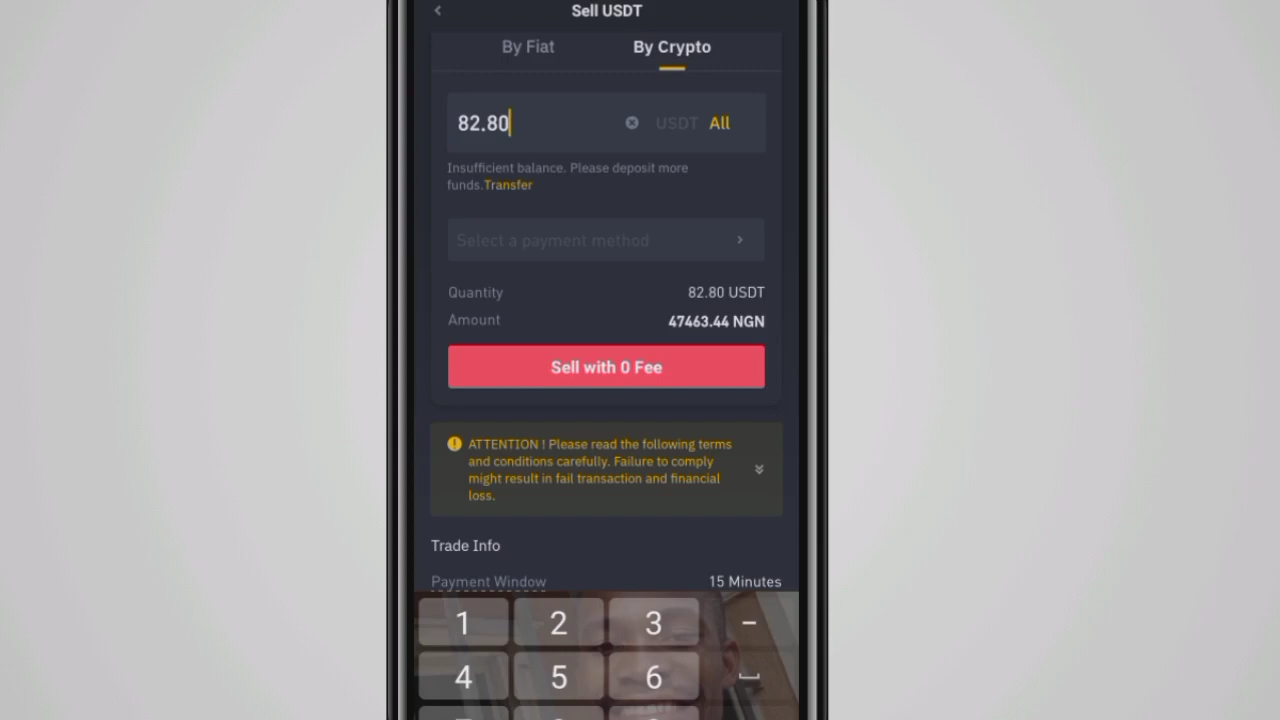 Sell USDT
By Fiat By Crypto
82.80 USDT All
Insufficient balance. Please deposit more
funds.Transfer
Select a payment method
Quantity 82.80 USDT
Amount 47463.44 NGN
Sell with 0 Fee
ATTENTION ! Please read the following terms
and conditions carefully. Failure to comply
might result in fail transaction and financial
loss.
Trade Info
Payment Window 15 Minutes
1 2 3 -
4 5 6